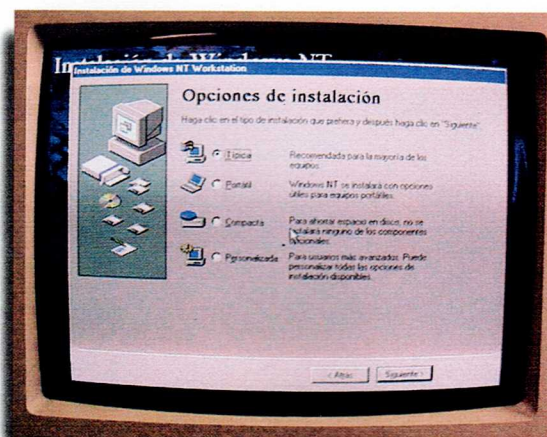 Instalación de Windows NT
Instalación de Windows NT Workstation
Opciones de instalación
Haga clic en el tipo de instalación que prefiera y después haga clic en "Siguiente".
Típica
Recomendada para la mayoría de los
equipos.
Portátil
Windows NT se instalará con opciones
útiles para equipos portátiles.
Compacta
Para ahorrar espacio en disco, no se
instalará ninguno de los componentes
opcionales.
Personalizada
Para usuarios más avanzados. Puede
personalizar todas las opciones de
instalación disponibles.
< Atrás
Siguiente >